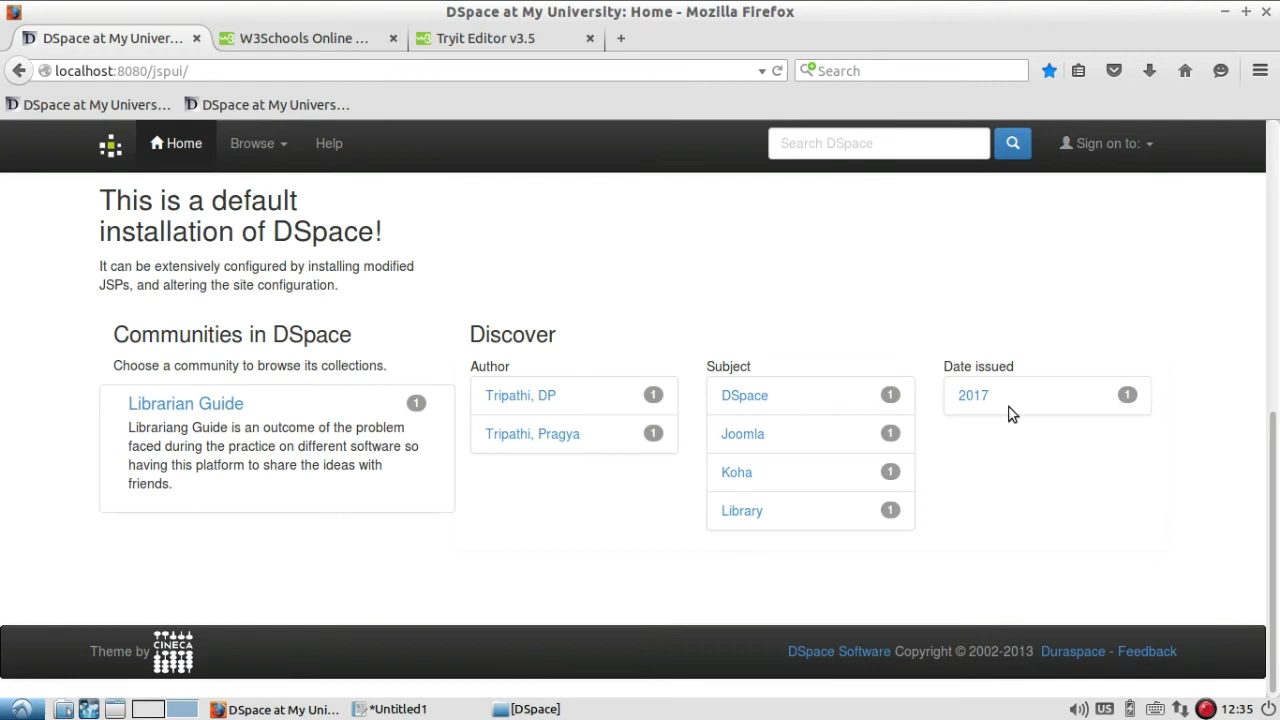 DSpace at My University: Home - Mozilla Firefox
DSpace at My Univer... W3Schools Online ... Tryit Editor v3.5
localhost:8080/jspui/ Search
DSpace at My Univers... DSpace at My Univers...
Home Browse Help Search DSpace Sign on to:
This is a default
installation of DSpace!
It can be extensively configured by installing modified
JSPs, and altering the site configuration.
Communities in DSpace
Choose a community to browse its collections.
Librarian Guide 1
Librariang Guide is an outcome of the problem
faced during the practice on different software so
having this platform to share the ideas with
friends.
Discover
Author
Tripathi, DP 1
Tripathi, Pragya 1
Subject
DSpace 1
Joomla 1
Koha 1
Library 1
Date issued
2017 1
Theme by CINECA
DSpace Software Copyright © 2002-2013 Duraspace - Feedback
DSpace at My Uni... *Untitled1 [DSpace] US 12:35